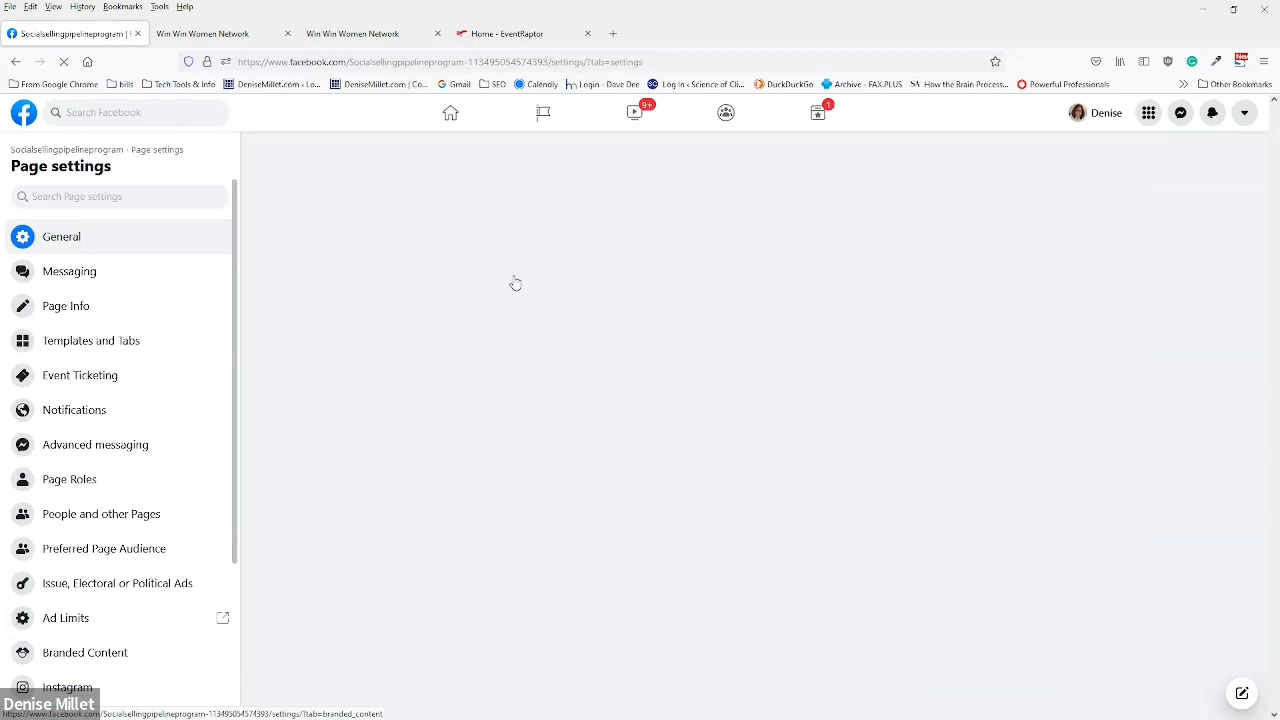 File Edit View History Bookmarks Tools Help
Socialsellingpipelineprogram | Win Win Women Network Win Win Women Network Home - EventRaptor
https://www.facebook.com/Socialsellingpipelineprogram-113495054574393/settings/?tab=settings
From Google Chrome bills Tech Tools & Info DeniseMillet.com - Lo... DeniseMillet.com | Co... Gmail SEO Calendly Login - Dave Dee Log In - Science of Cli... DuckDuckGo Archive - FAX.PLUS How the Brain Process... Powerful Professionals Other Bookmarks
Search Facebook 9+ 1 Denise
Socialsellingpipelineprogram › Page settings
Page settings
Search Page settings
General
Messaging
Page Info
Templates and Tabs
Event Ticketing
Notifications
Advanced messaging
Page Roles
People and other Pages
Preferred Page Audience
Issue, Electoral or Political Ads
Ad Limits
Branded Content
Instagram
Denise Millet
https://www.facebook.com/Socialsellingpipelineprogram-113495054574393/settings/?tab=branded_content